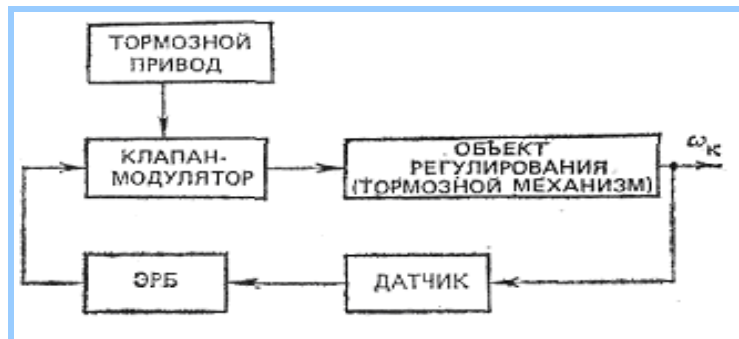 ТОРМОЗНОЙ
ПРИВОД
КЛАПАН-
МОДУЛЯТОР
ОБЪЕКТ
РЕГУЛИРОВАНИЯ
(ТОРМОЗНОЙ МЕХАНИЗМ)
ωк
ЭРБ
ДАТЧИК